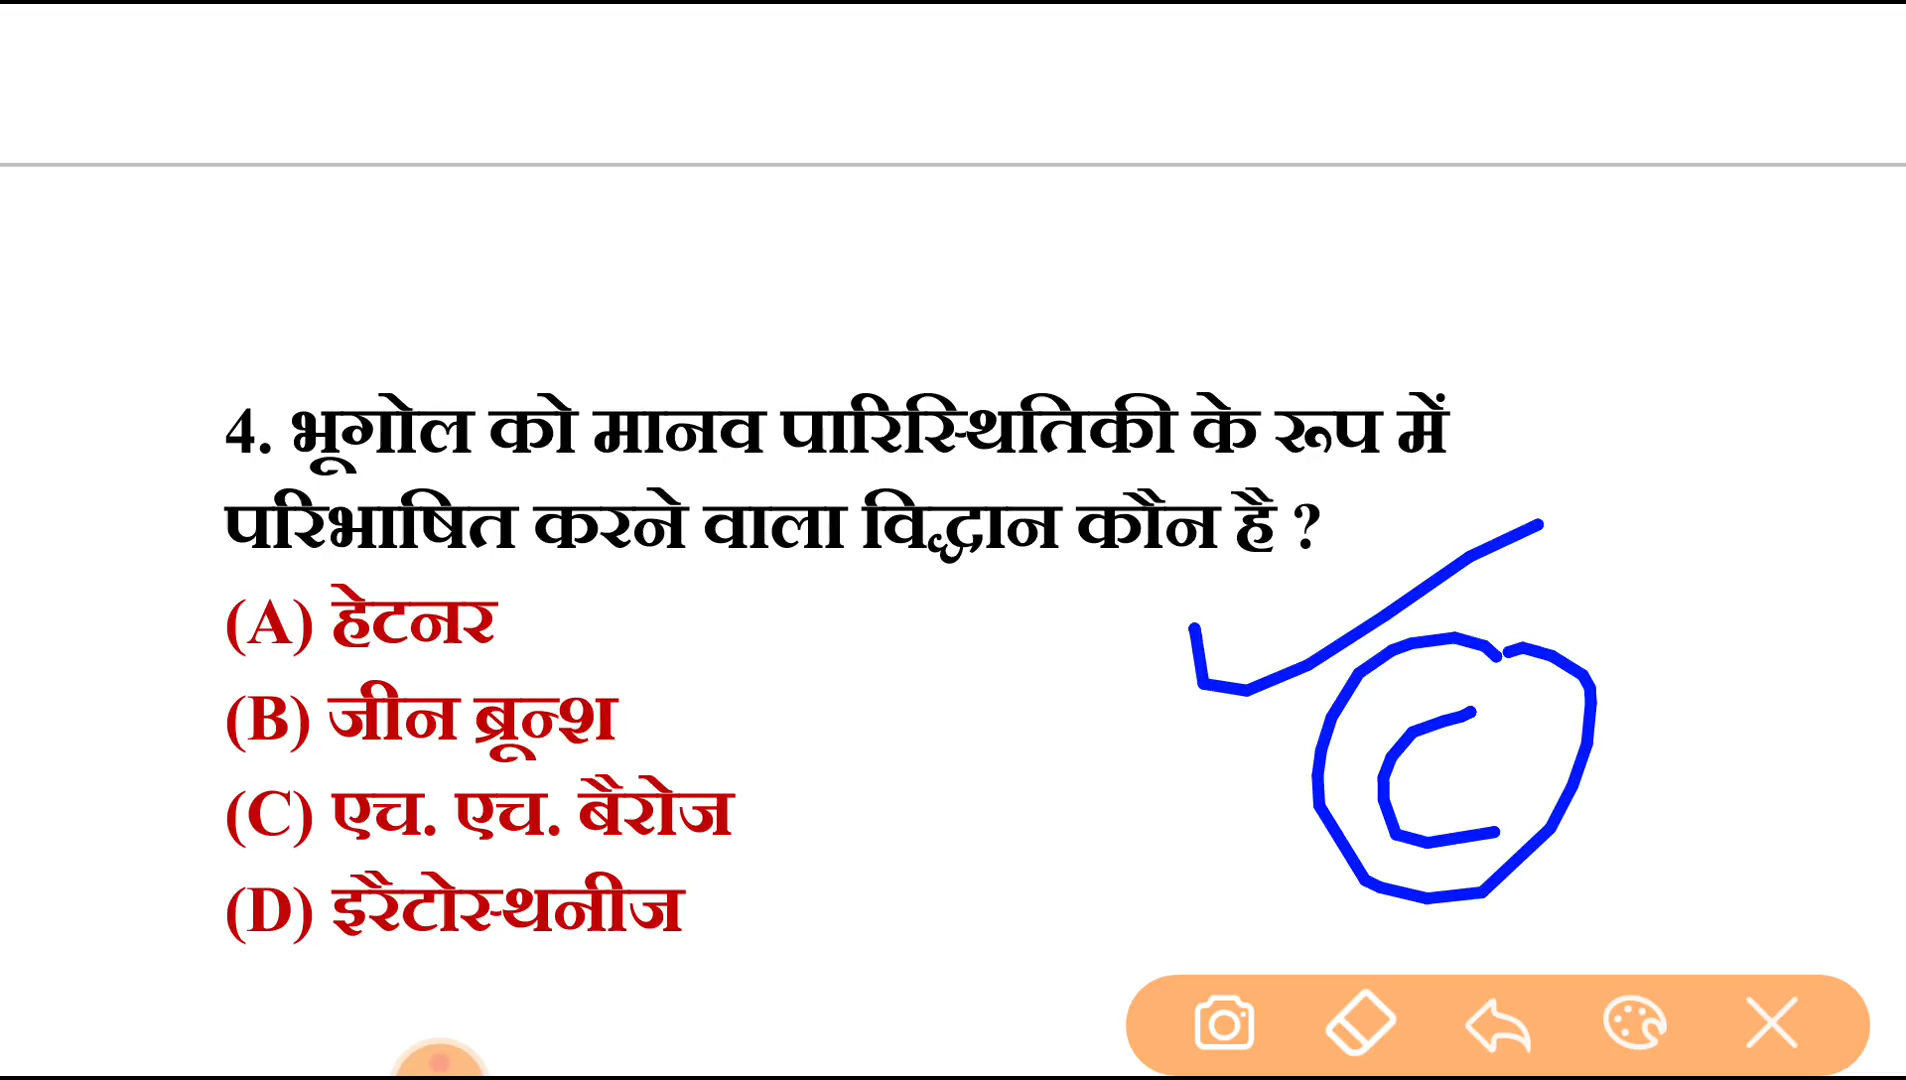 4. भूगोल को मानव पारिस्थितिकी के रूप में
परिभाषित करने वाला विद्वान कौन है ?
(A) हेटनर
(B) जीन ब्रून्श
(C) एच. एच. बैरोज
(D) इरैटोस्थनीज
C